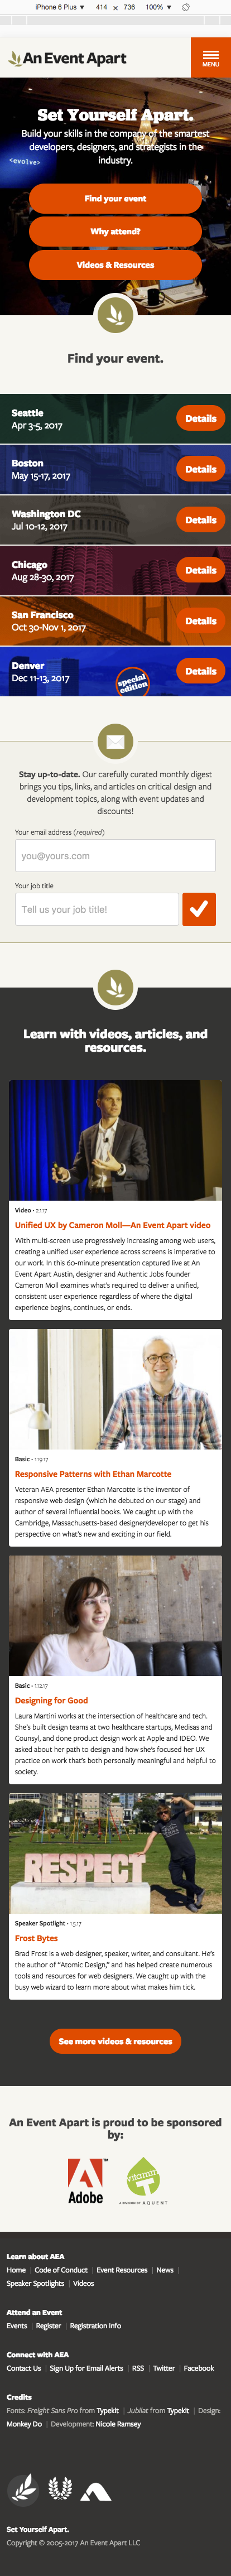 iPhone 6 Plus ▼ 414 × 736 100% ▼
An Event Apart
MENU
Set Yourself Apart.
Build your skills in the company of the smartest
developers, designers, and strategists in the
industry.
<evolve>
Find your event
Why attend?
Videos & Resources
Find your event.
Seattle
Apr 3-5, 2017
Details
Boston
May 15-17, 2017
Details
Washington DC
Jul 10-12, 2017
Details
Chicago
Aug 28-30, 2017
Details
San Francisco
Oct 30-Nov 1, 2017
Details
Denver
Dec 11-13, 2017
special
edition
Details
Stay up-to-date. Our carefully curated monthly digest
brings you tips, links, and articles on critical design and
development topics, along with event updates and
discounts!
Your email address (required)
you@yours.com
Your job title
Tell us your job title!
Learn with videos, articles, and
resources.
Video • 2.1.17
Unified UX by Cameron Moll—An Event Apart video
With multi-screen use progressively increasing among web users,
creating a unified user experience across screens is imperative to
our work. In this 60-minute presentation captured live at An
Event Apart Austin, designer and Authentic Jobs founder
Cameron Moll examines what's required to deliver a unified,
consistent user experience regardless of where the digital
experience begins, continues, or ends.
Basic • 1.19.17
Responsive Patterns with Ethan Marcotte
Veteran AEA presenter Ethan Marcotte is the inventor of
responsive web design (which he debuted on our stage) and
author of several influential books. We caught up with the
Cambridge, Massachusetts-based designer/developer to get his
perspective on what's new and exciting in our field.
Basic • 1.12.17
Designing for Good
Laura Martini works at the intersection of healthcare and tech.
She's built design teams at two healthcare startups, Medisas and
Counsyl, and done product design work at Apple and IDEO. We
asked about her path to design and how she's focused her UX
practice on work that's both personally meaningful and helpful to
society.
RESPECT
Speaker Spotlight • 1.5.17
Frost Bytes
Brad Frost is a web designer, speaker, writer, and consultant. He's
the author of "Atomic Design," and has helped create numerous
tools and resources for web designers. We caught up with the
busy web wizard to learn more about what makes him tick.
See more videos & resources
An Event Apart is proud to be sponsored
by:
Adobe
vitamin T
A DIVISION OF AQUENT
Learn about AEA
Home | Code of Conduct | Event Resources | News |
Speaker Spotlights | Videos
Attend an Event
Events | Register | Registration Info
Connect with AEA
Contact Us | Sign Up for Email Alerts | RSS | Twitter | Facebook
Credits
Fonts: Freight Sans Pro from Typekit | Jubilat from Typekit | Design:
Monkey Do | Development: Nicole Ramsey
Set Yourself Apart.
Copyright © 2005-2017 An Event Apart LLC